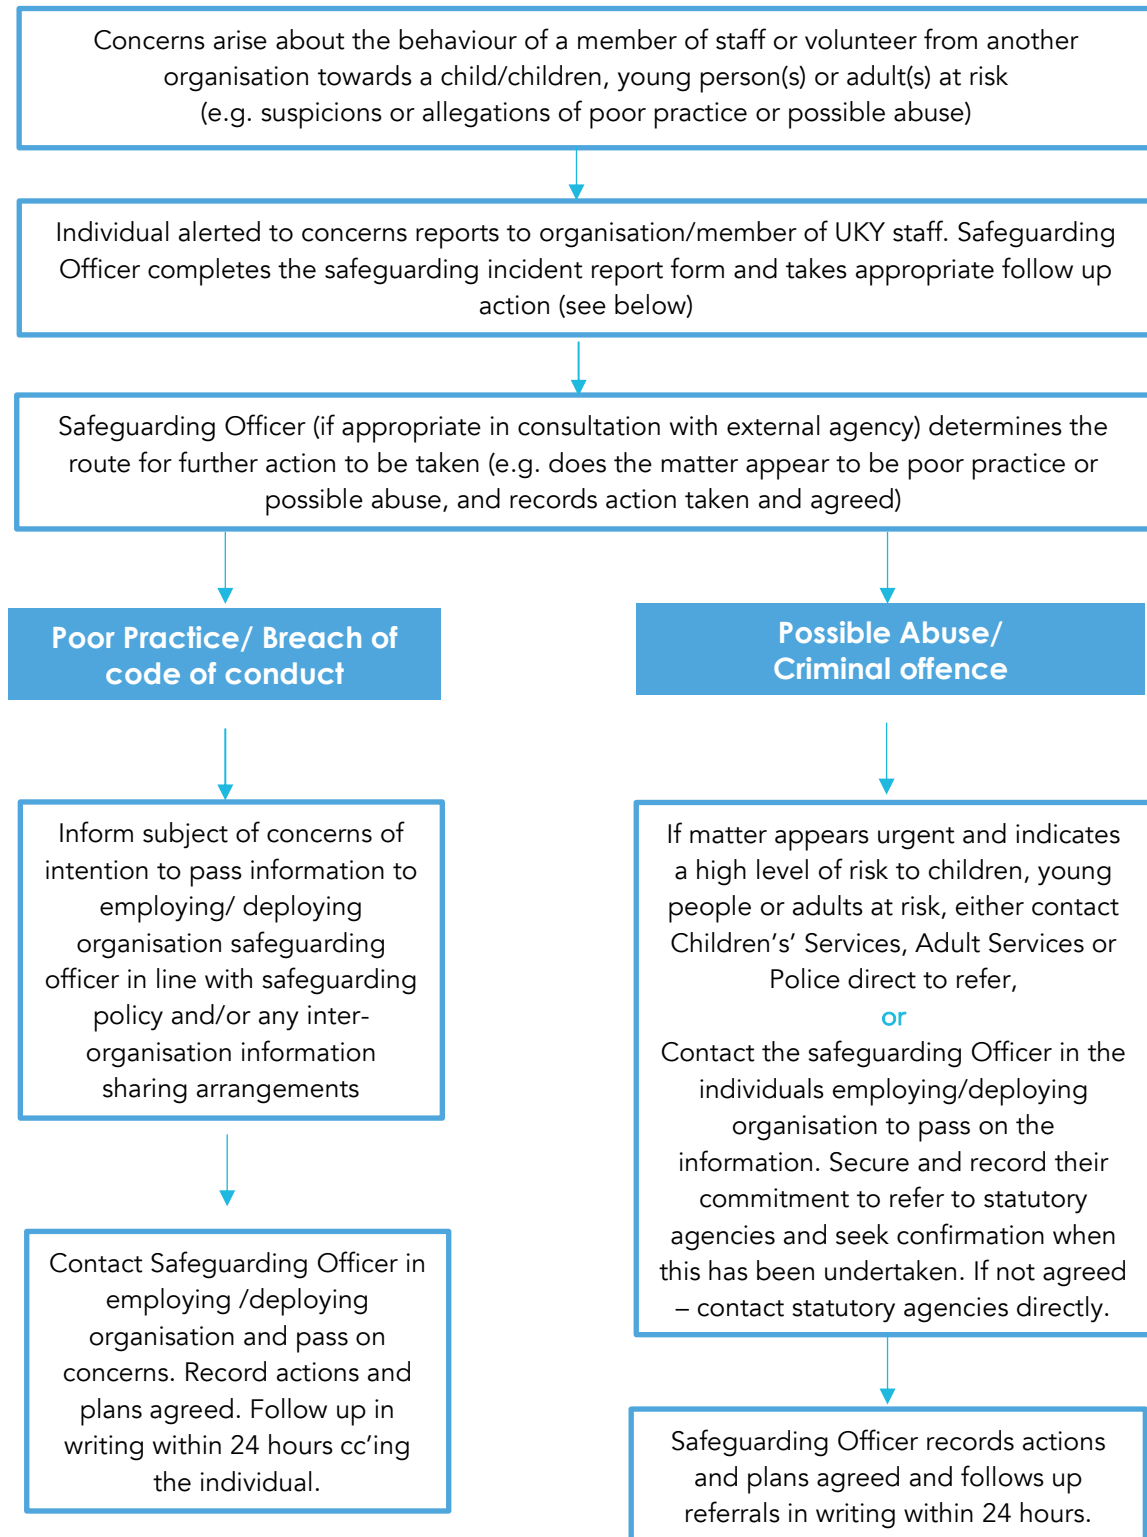 Concerns arise about the behaviour of a member of staff or volunteer from another
organisation towards a child/children, young person(s) or adult(s) at risk
(e.g. suspicions or allegations of poor practice or possible abuse)
Individual alerted to concerns reports to organisation/member of UKY staff. Safeguarding
Officer completes the safeguarding incident report form and takes appropriate follow up
action (see below)
Safeguarding Officer (if appropriate in consultation with external agency) determines the
route for further action to be taken (e.g. does the matter appear to be poor practice or
possible abuse, and records action taken and agreed)
Poor Practice/ Breach of
code of conduct
Inform subject of concerns of
intention to pass information to
employing/ deploying
organisation safeguarding
officer in line with safeguarding
policy and/or any inter-
organisation information
sharing arrangements
Contact Safeguarding Officer in
employing /deploying
organisation and pass on
concerns. Record actions and
plans agreed. Follow up in
writing within 24 hours cc'ing
the individual.
Possible Abuse/
Criminal offence
If matter appears urgent and indicates
a high level of risk to children, young
people or adults at risk, either contact
Children's' Services, Adult Services or
Police direct to refer,
or
Contact the safeguarding Officer in the
individuals employing/deploying
organisation to pass on the
information. Secure and record their
commitment to refer to statutory
agencies and seek confirmation when
this has been undertaken. If not agreed
– contact statutory agencies directly.
Safeguarding Officer records actions
and plans agreed and follows up
referrals in writing within 24 hours.